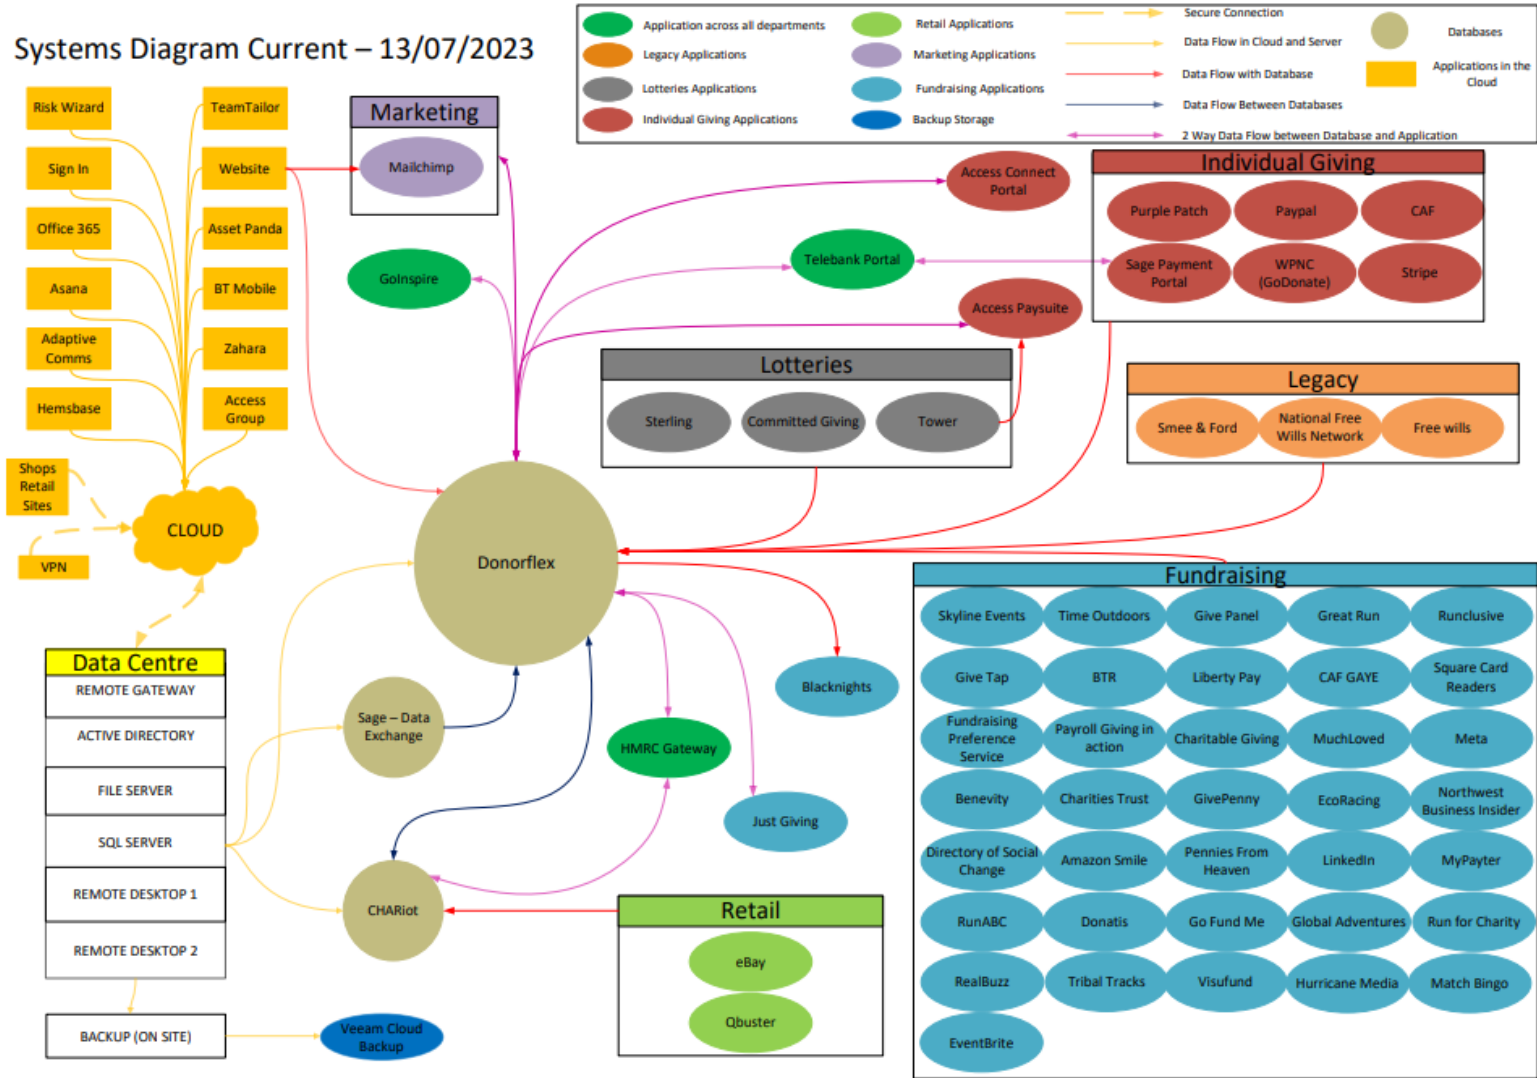 Systems Diagram Current – 13/07/2023
Application across all departments
Legacy Applications
Lotteries Applications
Individual Giving Applications
Retail Applications
Marketing Applications
Fundraising Applications
Backup Storage
Secure Connection
Data Flow in Cloud and Server
Data Flow with Database
Data Flow Between Databases
2 Way Data Flow between Database and Application
Databases
Applications in the
Cloud
Risk Wizard
TeamTailor
Sign In
Website
Office 365
Asset Panda
Asana
BT Mobile
Adaptive
Comms
Zahara
Hemsbase
Access
Group
Shops
Retail
Sites
CLOUD
VPN
Marketing
Mailchimp
GoInspire
Access Connect
Portal
Telebank Portal
Access Paysuite
Individual Giving
Purple Patch
Paypal
CAF
Sage Payment
Portal
WPNC
(GoDonate)
Stripe
Lotteries
Sterling
Committed Giving
Tower
Legacy
Smee & Ford
National Free
Wills Network
Free wills
Donorflex
Data Centre
REMOTE GATEWAY
ACTIVE DIRECTORY
FILE SERVER
SQL SERVER
REMOTE DESKTOP 1
REMOTE DESKTOP 2
BACKUP (ON SITE)
Veeam Cloud
Backup
Sage – Data
Exchange
CHARiot
HMRC Gateway
Blacknights
Just Giving
Retail
eBay
Qbuster
Fundraising
Skyline Events
Time Outdoors
Give Panel
Great Run
Runclusive
Give Tap
BTR
Liberty Pay
CAF GAYE
Square Card
Readers
Fundraising
Preference
Service
Payroll Giving in
action
Charitable Giving
MuchLoved
Meta
Benevity
Charities Trust
GivePenny
EcoRacing
Northwest
Business Insider
Directory of Social
Change
Amazon Smile
Pennies From
Heaven
LinkedIn
MyPayter
RunABC
Donatis
Go Fund Me
Global Adventures
Run for Charity
RealBuzz
Tribal Tracks
Visufund
Hurricane Media
Match Bingo
EventBrite